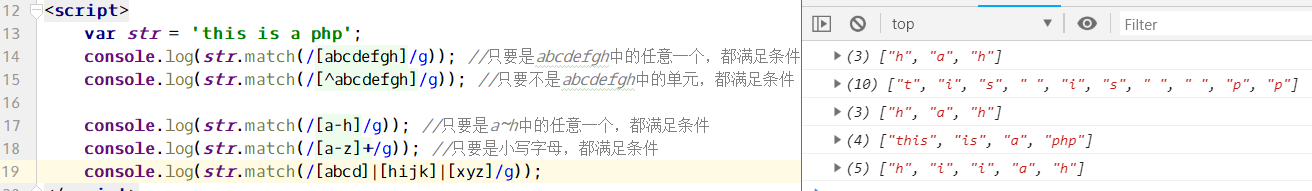 12 <script>
13 var str = 'this is a php';
14 console.log(str.match(/[abcdefgh]/g)); //只要是abcdefgh中的任意一个，都满足条件
15 console.log(str.match(/[^abcdefgh]/g)); //只要不是abcdefgh中的单元，都满足条件
16
17 console.log(str.match(/[a-h]/g)); //只要是a~h中的任意一个，都满足条件
18 console.log(str.match(/[a-z]+/g)); //只要是小写字母，都满足条件
19 console.log(str.match(/[abcd]|[hijk]|[xyz]/g));
top
Filter
(3) ["h", "a", "h"]
(10) ["t", "i", "s", " ", "i", "s", " ", " ", "p", "p"]
(3) ["h", "a", "h"]
(4) ["this", "is", "a", "php"]
(5) ["h", "i", "i", "a", "h"]